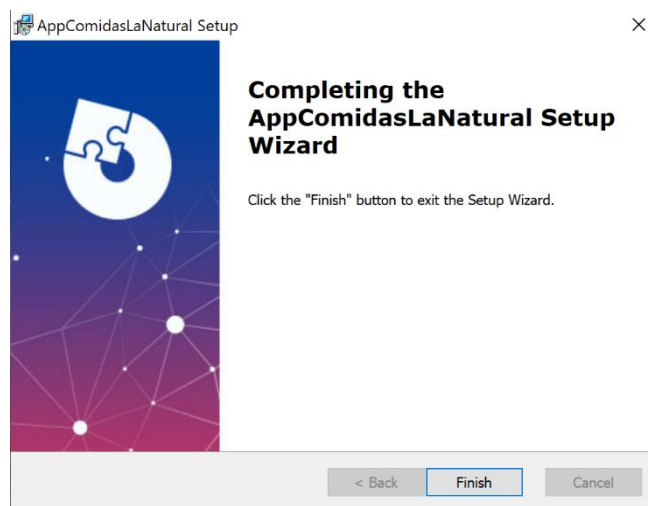 AppComidasLaNatural Setup
Completing the
AppComidasLaNatural Setup
Wizard
Click the "Finish" button to exit the Setup Wizard.
< Back
Finish
Cancel